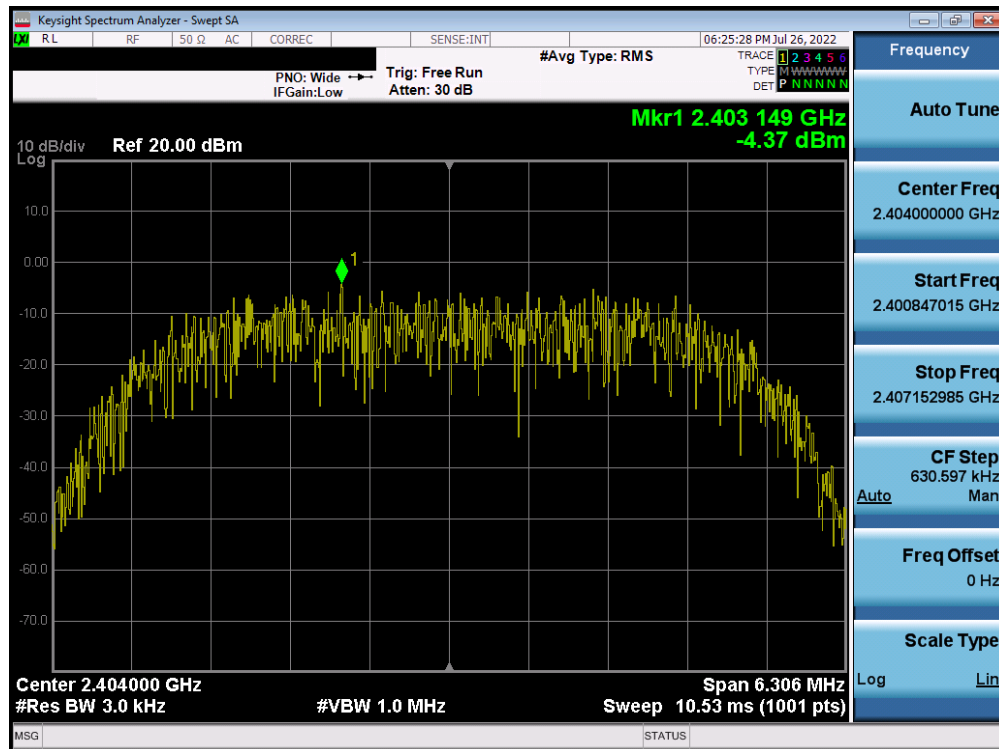 Keysight Spectrum Analyzer - Swept SA
LXI RL RF 50 Ω AC CORREC SENSE:INT 06:25:28 PM Jul 26, 2022
PNO: Wide
IFGain:Low
Trig: Free Run
Atten: 30 dB
#Avg Type: RMS
TRACE 1 2 3 4 5 6
TYPE M WWWWW
DET P N N N N N
Mkr1 2.403 149 GHz
-4.37 dBm
10 dB/div Ref 20.00 dBm
Log
10.0
0.00
-10.0
-20.0
-30.0
-40.0
-50.0
-60.0
-70.0
1
Center 2.404000 GHz Span 6.306 MHz
#Res BW 3.0 kHz #VBW 1.0 MHz Sweep 10.53 ms (1001 pts)
MSG STATUS
Frequency
Auto Tune
Center Freq
2.404000000 GHz
Start Freq
2.400847015 GHz
Stop Freq
2.407152985 GHz
CF Step
630.597 kHz
Auto Man
Freq Offset
0 Hz
Scale Type
Log Lin